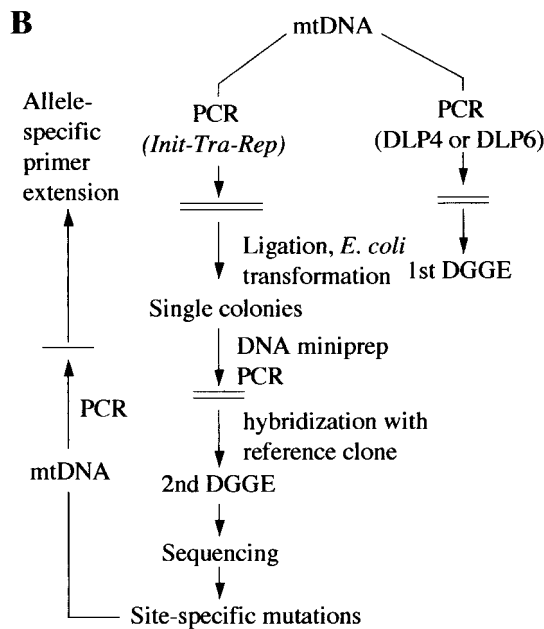 B
mtDNA
Allele-
specific
primer
extension
PCR
(Init-Tra-Rep)
PCR
(DLP4 or DLP6)
Ligation, E. coli
transformation
1st DGGE
Single colonies
DNA miniprep
PCR
hybridization with
reference clone
PCR
mtDNA
2nd DGGE
Sequencing
Site-specific mutations